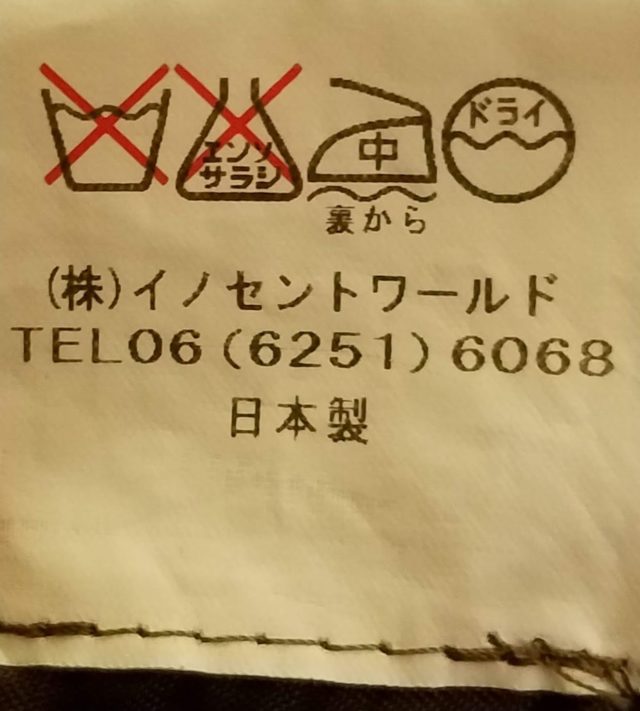 エンソ
サラシ
中
ドライ
裏から
(株)イノセントワールド
TEL06(6251)6068
日本製